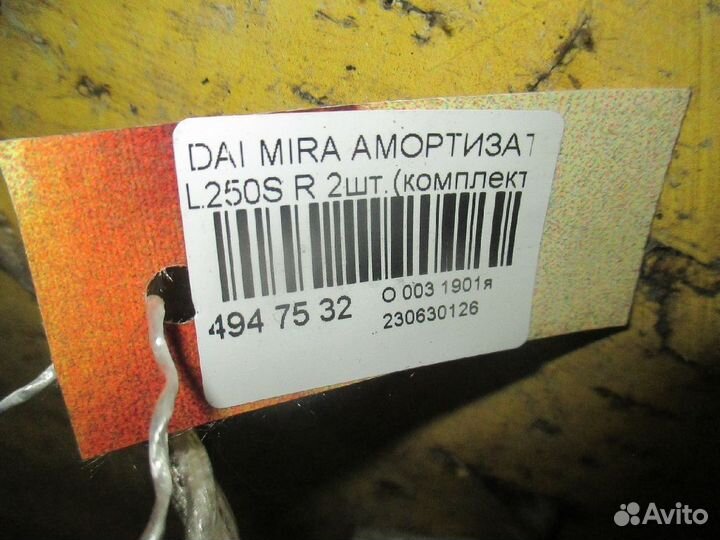 DAI MIRA АМОРТИЗАТ
L250S R 2шт.(комплект
494 75 32
О 003 1901я
230630126
Avito